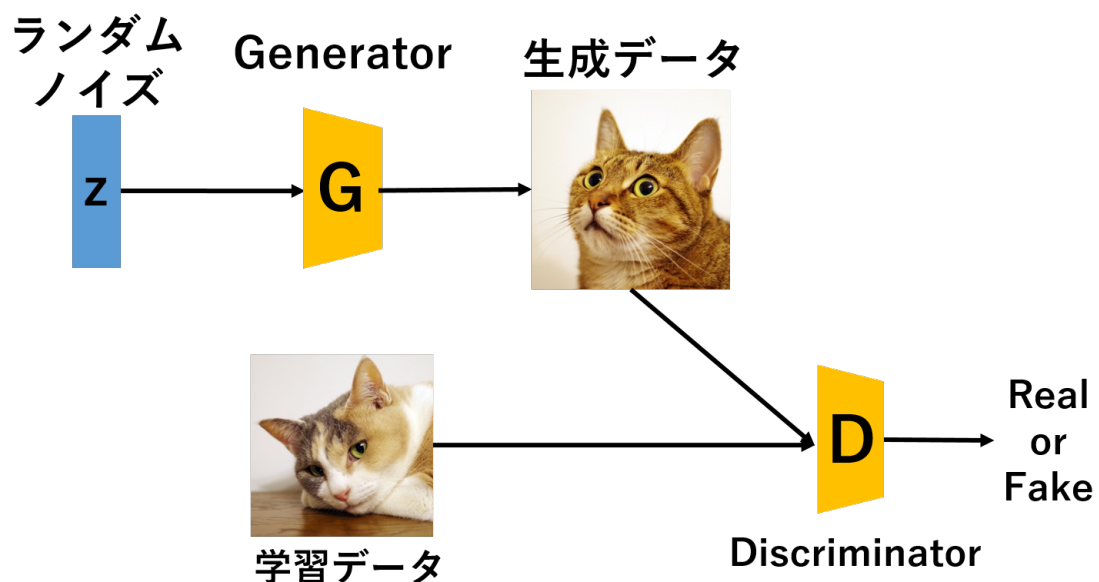 ランダム
ノイズ
Generator
生成データ
z
G
学習データ
D
Real
or
Fake
Discriminator